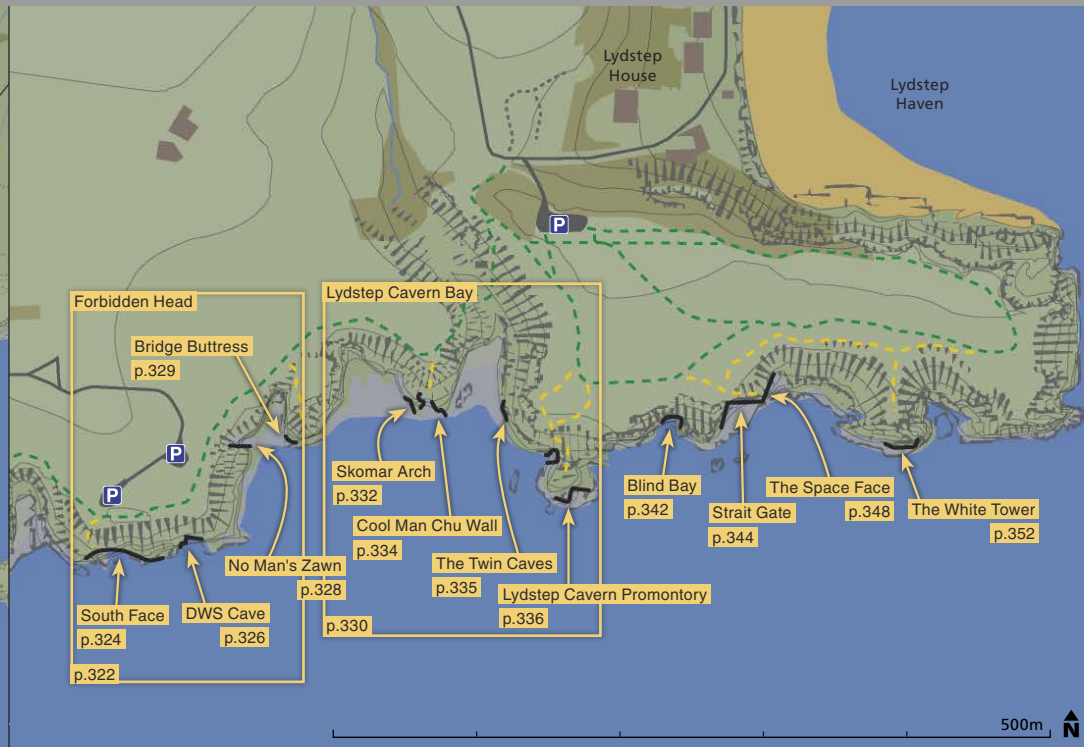 Lydstep
House
Lydstep
Haven
P
Forbidden Head
Lydstep Cavern Bay
Bridge Buttress
p.329
P
P
Skomar Arch
p.332
Cool Man Chu Wall
p.334
The Twin Caves
p.335
Lydstep Cavern Promontory
p.336
Blind Bay
p.342
Strait Gate
p.344
The Space Face
p.348
The White Tower
p.352
No Man's Zawn
p.328
South Face
p.324
DWS Cave
p.326
p.330
p.322
500m
N